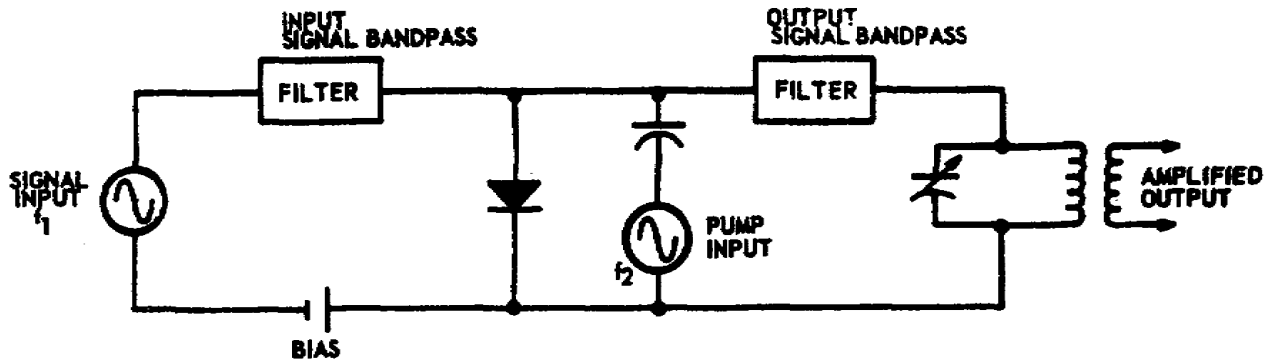 INPUT
SIGNAL BANDPASS
OUTPUT
SIGNAL BANDPASS
FILTER
FILTER
SIGNAL
INPUT
f1
PUMP
INPUT
f2
AMPLIFIED
OUTPUT
BIAS